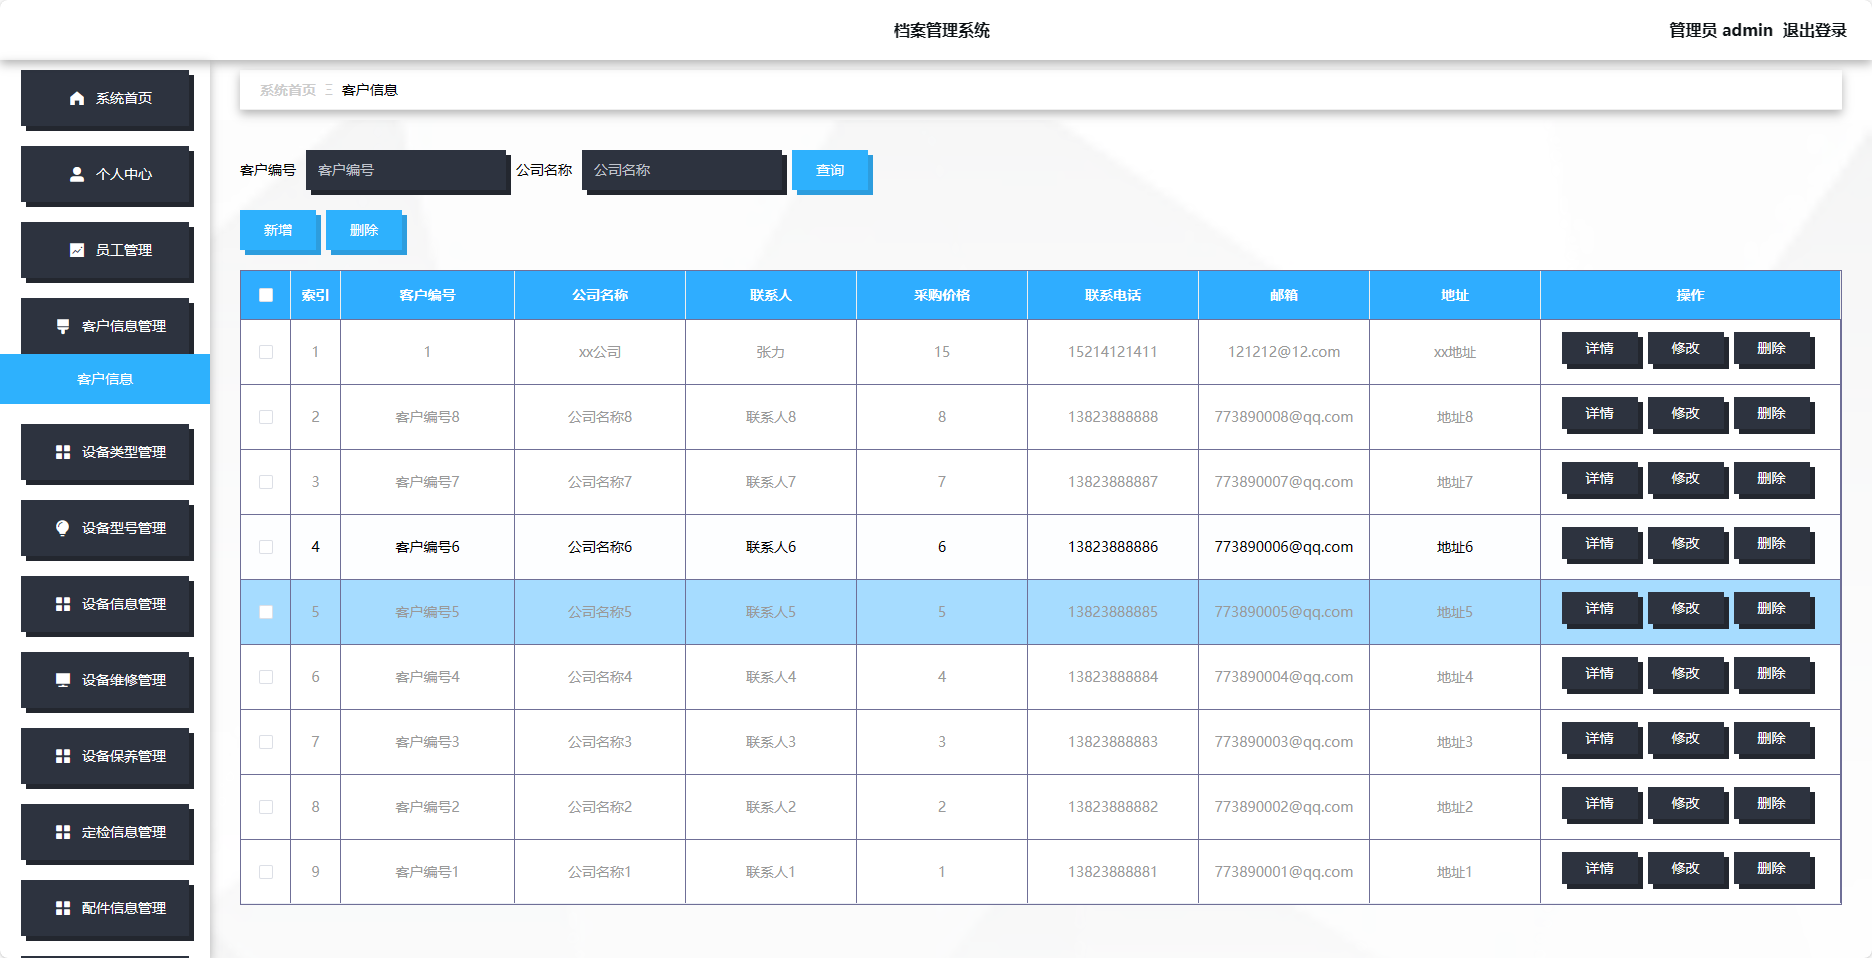 档案管理系统
管理员 admin 退出登录
系统首页
个人中心
员工管理
客户信息管理
客户信息
设备类型管理
设备型号管理
设备信息管理
设备维修管理
设备保养管理
定检信息管理
配件信息管理
系统首页 客户信息
客户编号 客户编号 公司名称 公司名称 查询
新增 删除
索引 客户编号 公司名称 联系人 采购价格 联系电话 邮箱 地址 操作
1 1 xx公司 张力 15 15214121411 121212@12.com xx地址 详情 修改 删除
2 客户编号8 公司名称8 联系人8 8 13823888888 773890008@qq.com 地址8 详情 修改 删除
3 客户编号7 公司名称7 联系人7 7 13823888887 773890007@qq.com 地址7 详情 修改 删除
4 客户编号6 公司名称6 联系人6 6 13823888886 773890006@qq.com 地址6 详情 修改 删除
5 客户编号5 公司名称5 联系人5 5 13823888885 773890005@qq.com 地址5 详情 修改 删除
6 客户编号4 公司名称4 联系人4 4 13823888884 773890004@qq.com 地址4 详情 修改 删除
7 客户编号3 公司名称3 联系人3 3 13823888883 773890003@qq.com 地址3 详情 修改 删除
8 客户编号2 公司名称2 联系人2 2 13823888882 773890002@qq.com 地址2 详情 修改 删除
9 客户编号1 公司名称1 联系人1 1 13823888881 773890001@qq.com 地址1 详情 修改 删除